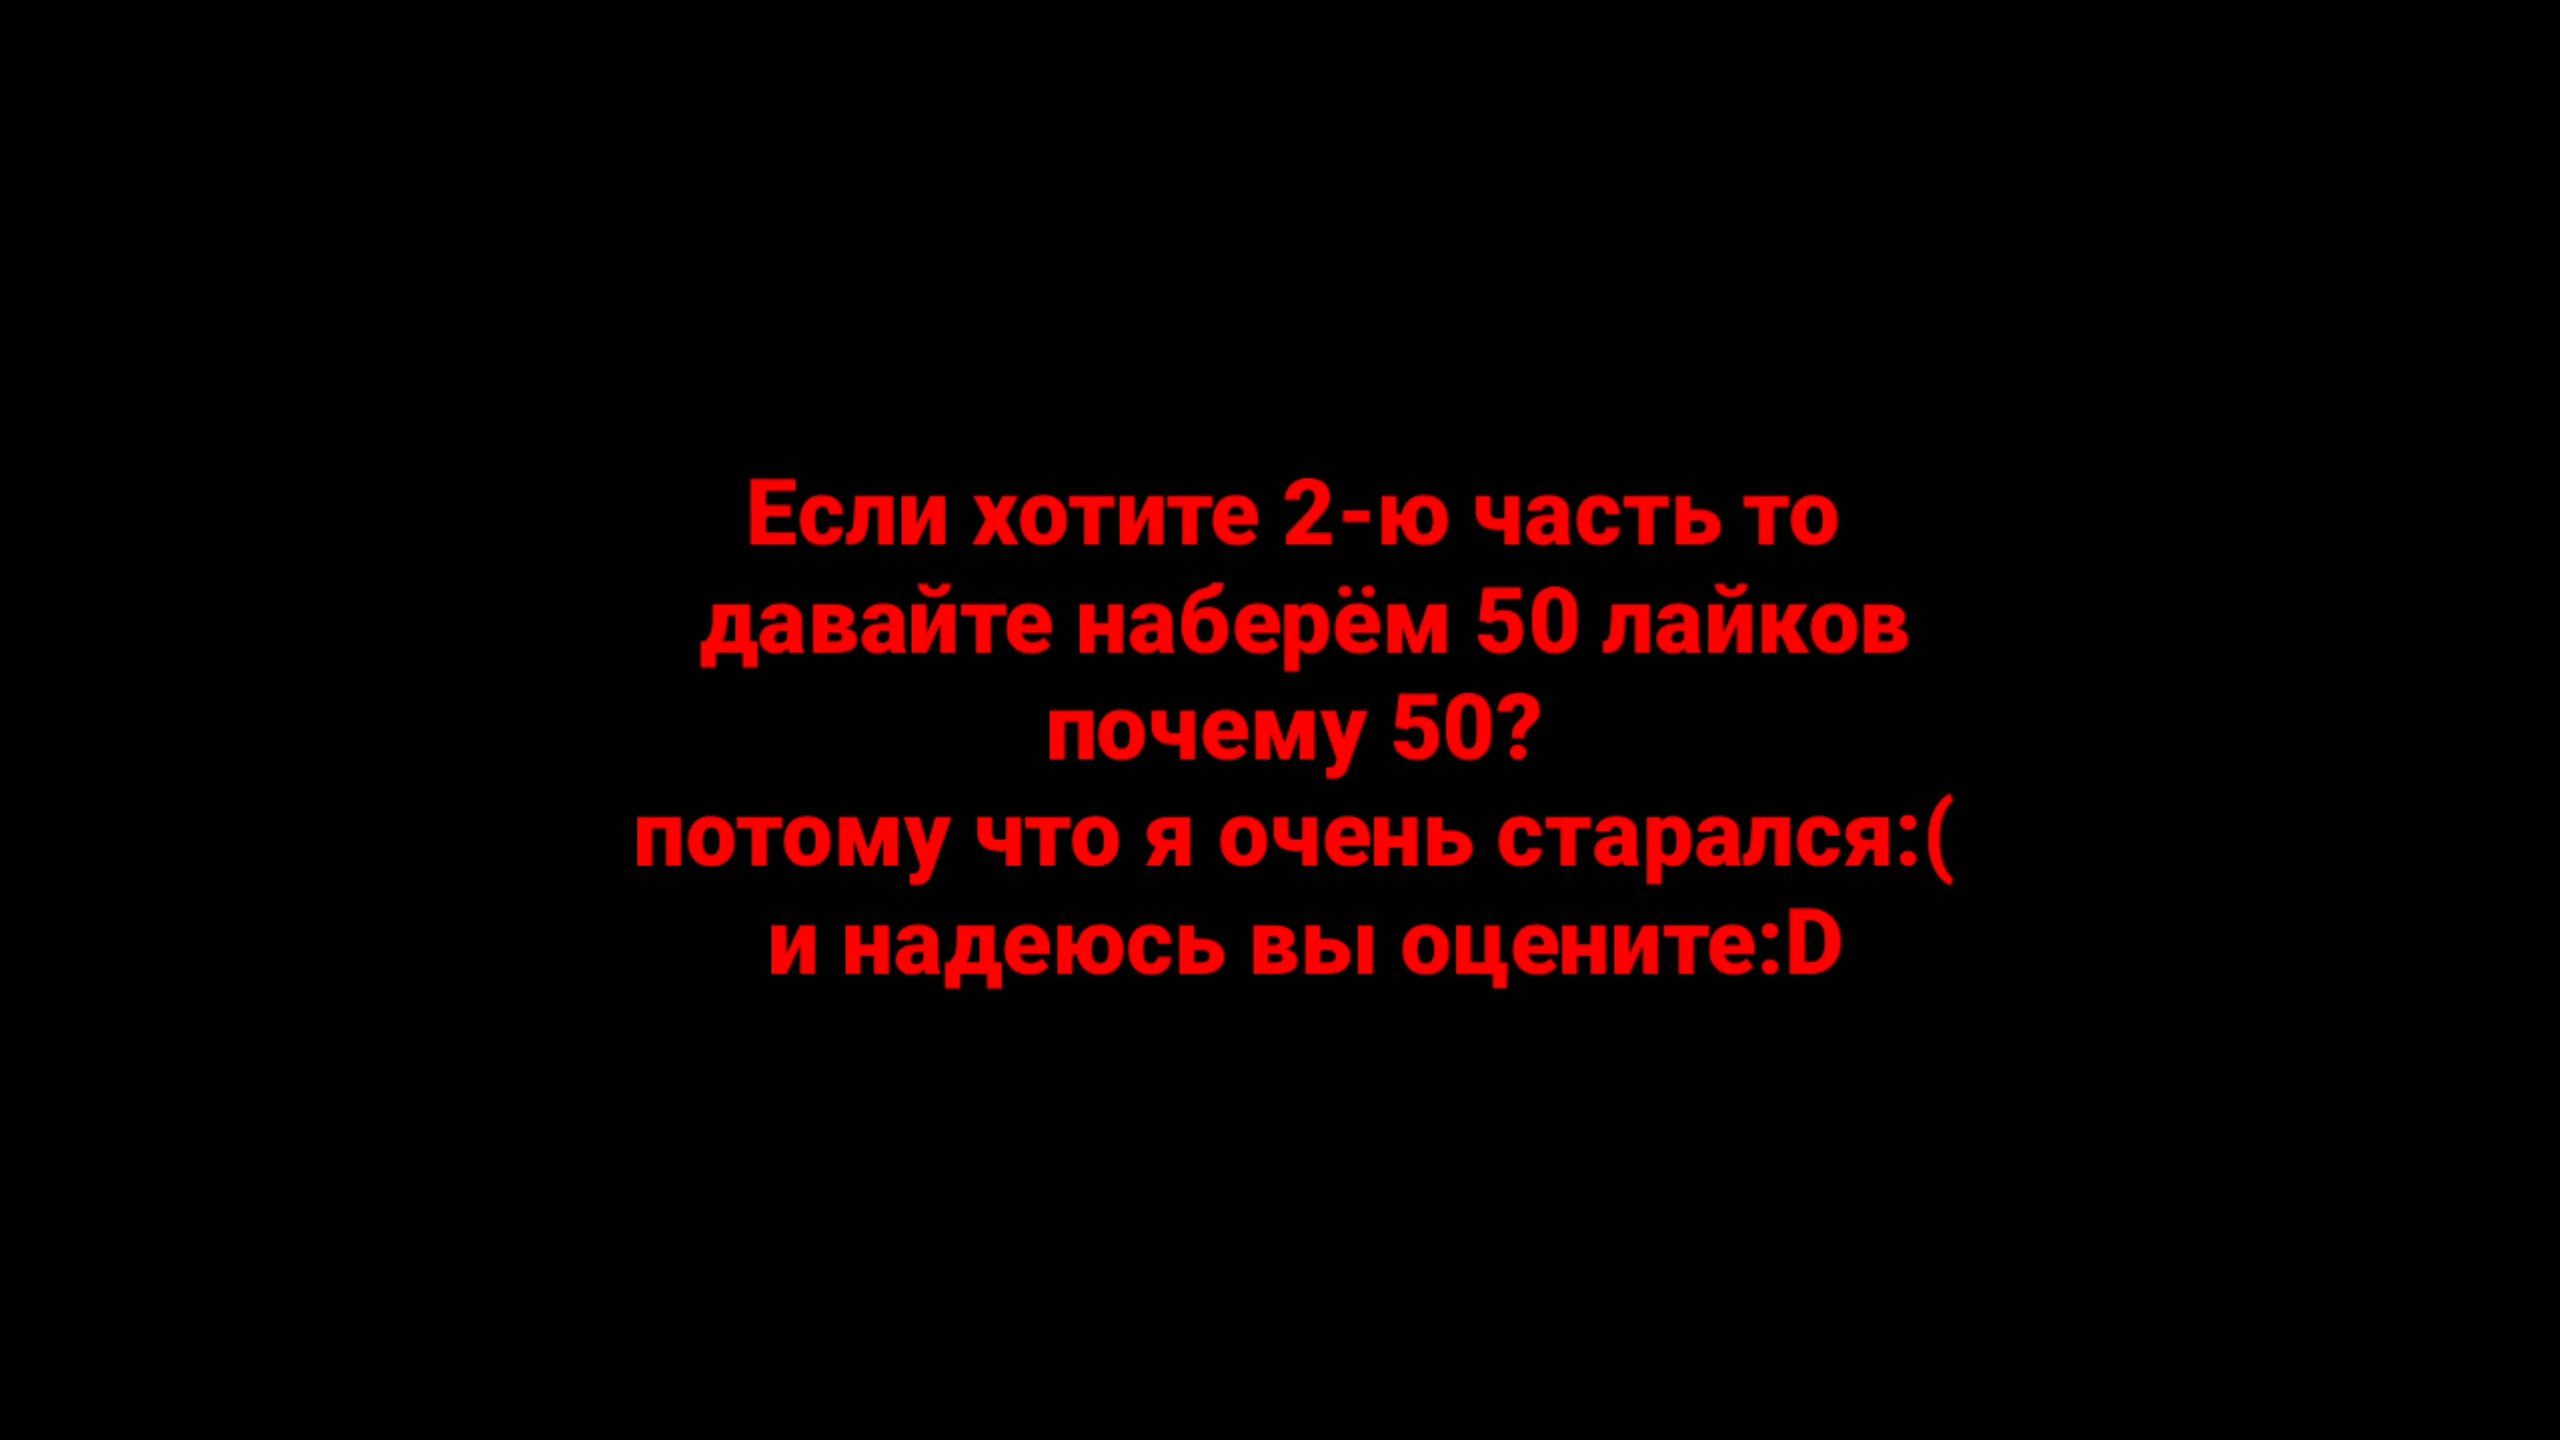 Если хотите 2-ю часть то
давайте наберём 50 лайков
почему 50?
потому что я очень старался:(
и надеюсь вы оцените:D